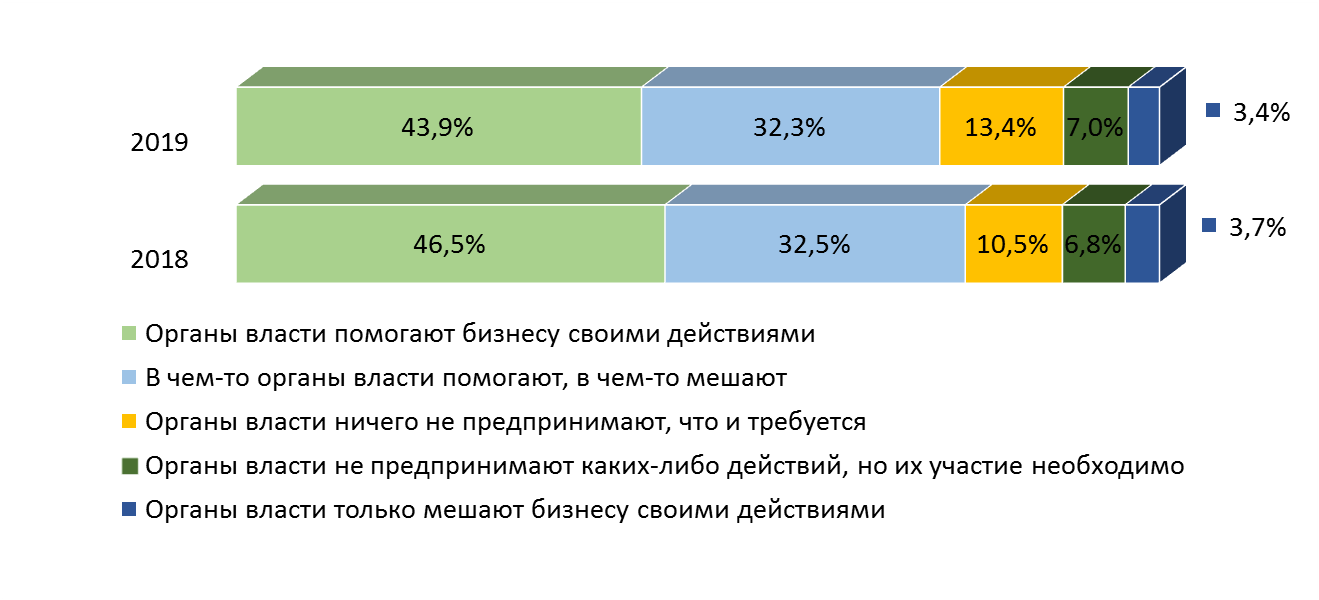 2019 43,9% 32,3% 13,4% 7,0% 3,4%
2018 46,5% 32,5% 10,5% 6,8% 3,7%
Органы власти помогают бизнесу своими действиями
В чем-то органы власти помогают, в чем-то мешают
Органы власти ничего не предпринимают, что и требуется
Органы власти не предпринимают каких-либо действий, но их участие необходимо
Органы власти только мешают бизнесу своими действиями